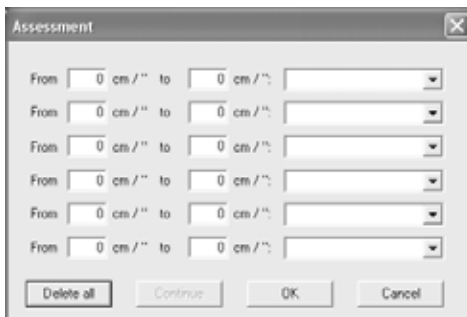 Assessment
From 0 cm / " to 0 cm / ":
From 0 cm / " to 0 cm / ":
From 0 cm / " to 0 cm / ":
From 0 cm / " to 0 cm / ":
From 0 cm / " to 0 cm / ":
From 0 cm / " to 0 cm / ":
Delete all Continue OK Cancel